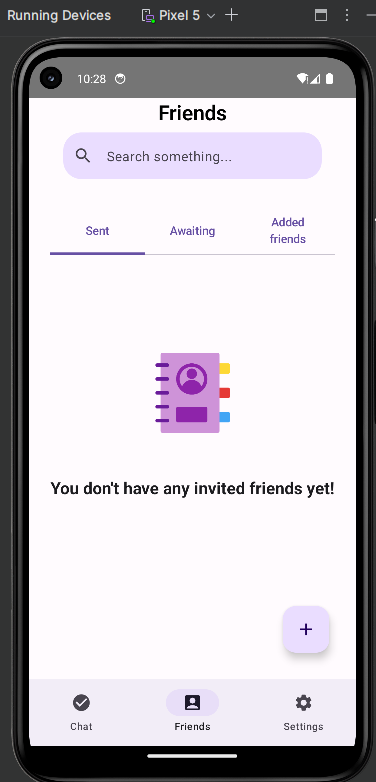 Running Devices
Pixel 5
10:28
Friends
Search something...
Sent
Awaiting
Added
friends
You don't have any invited friends yet!
+
Chat
Friends
Settings